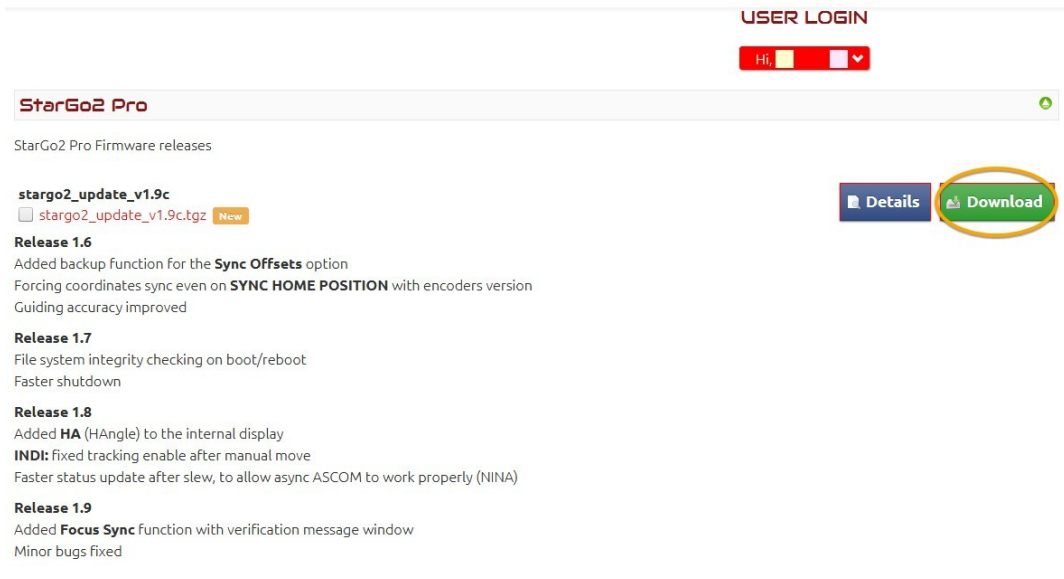 USER LOGIN
Hi,
StarGo2 Pro
StarGo2 Pro Firmware releases
stargo2_update_v1.9c
stargo2_update_v1.9c.tgz New
Details Download
Release 1.6
Added backup function for the Sync Offsets option
Forcing coordinates sync even on SYNC HOME POSITION with encoders version
Guiding accuracy improved
Release 1.7
File system integrity checking on boot/reboot
Faster shutdown
Release 1.8
Added HA (HAngle) to the internal display
INDI: fixed tracking enable after manual move
Faster status update after slew, to allow async ASCOM to work properly (NINA)
Release 1.9
Added Focus Sync function with verification message window
Minor bugs fixed